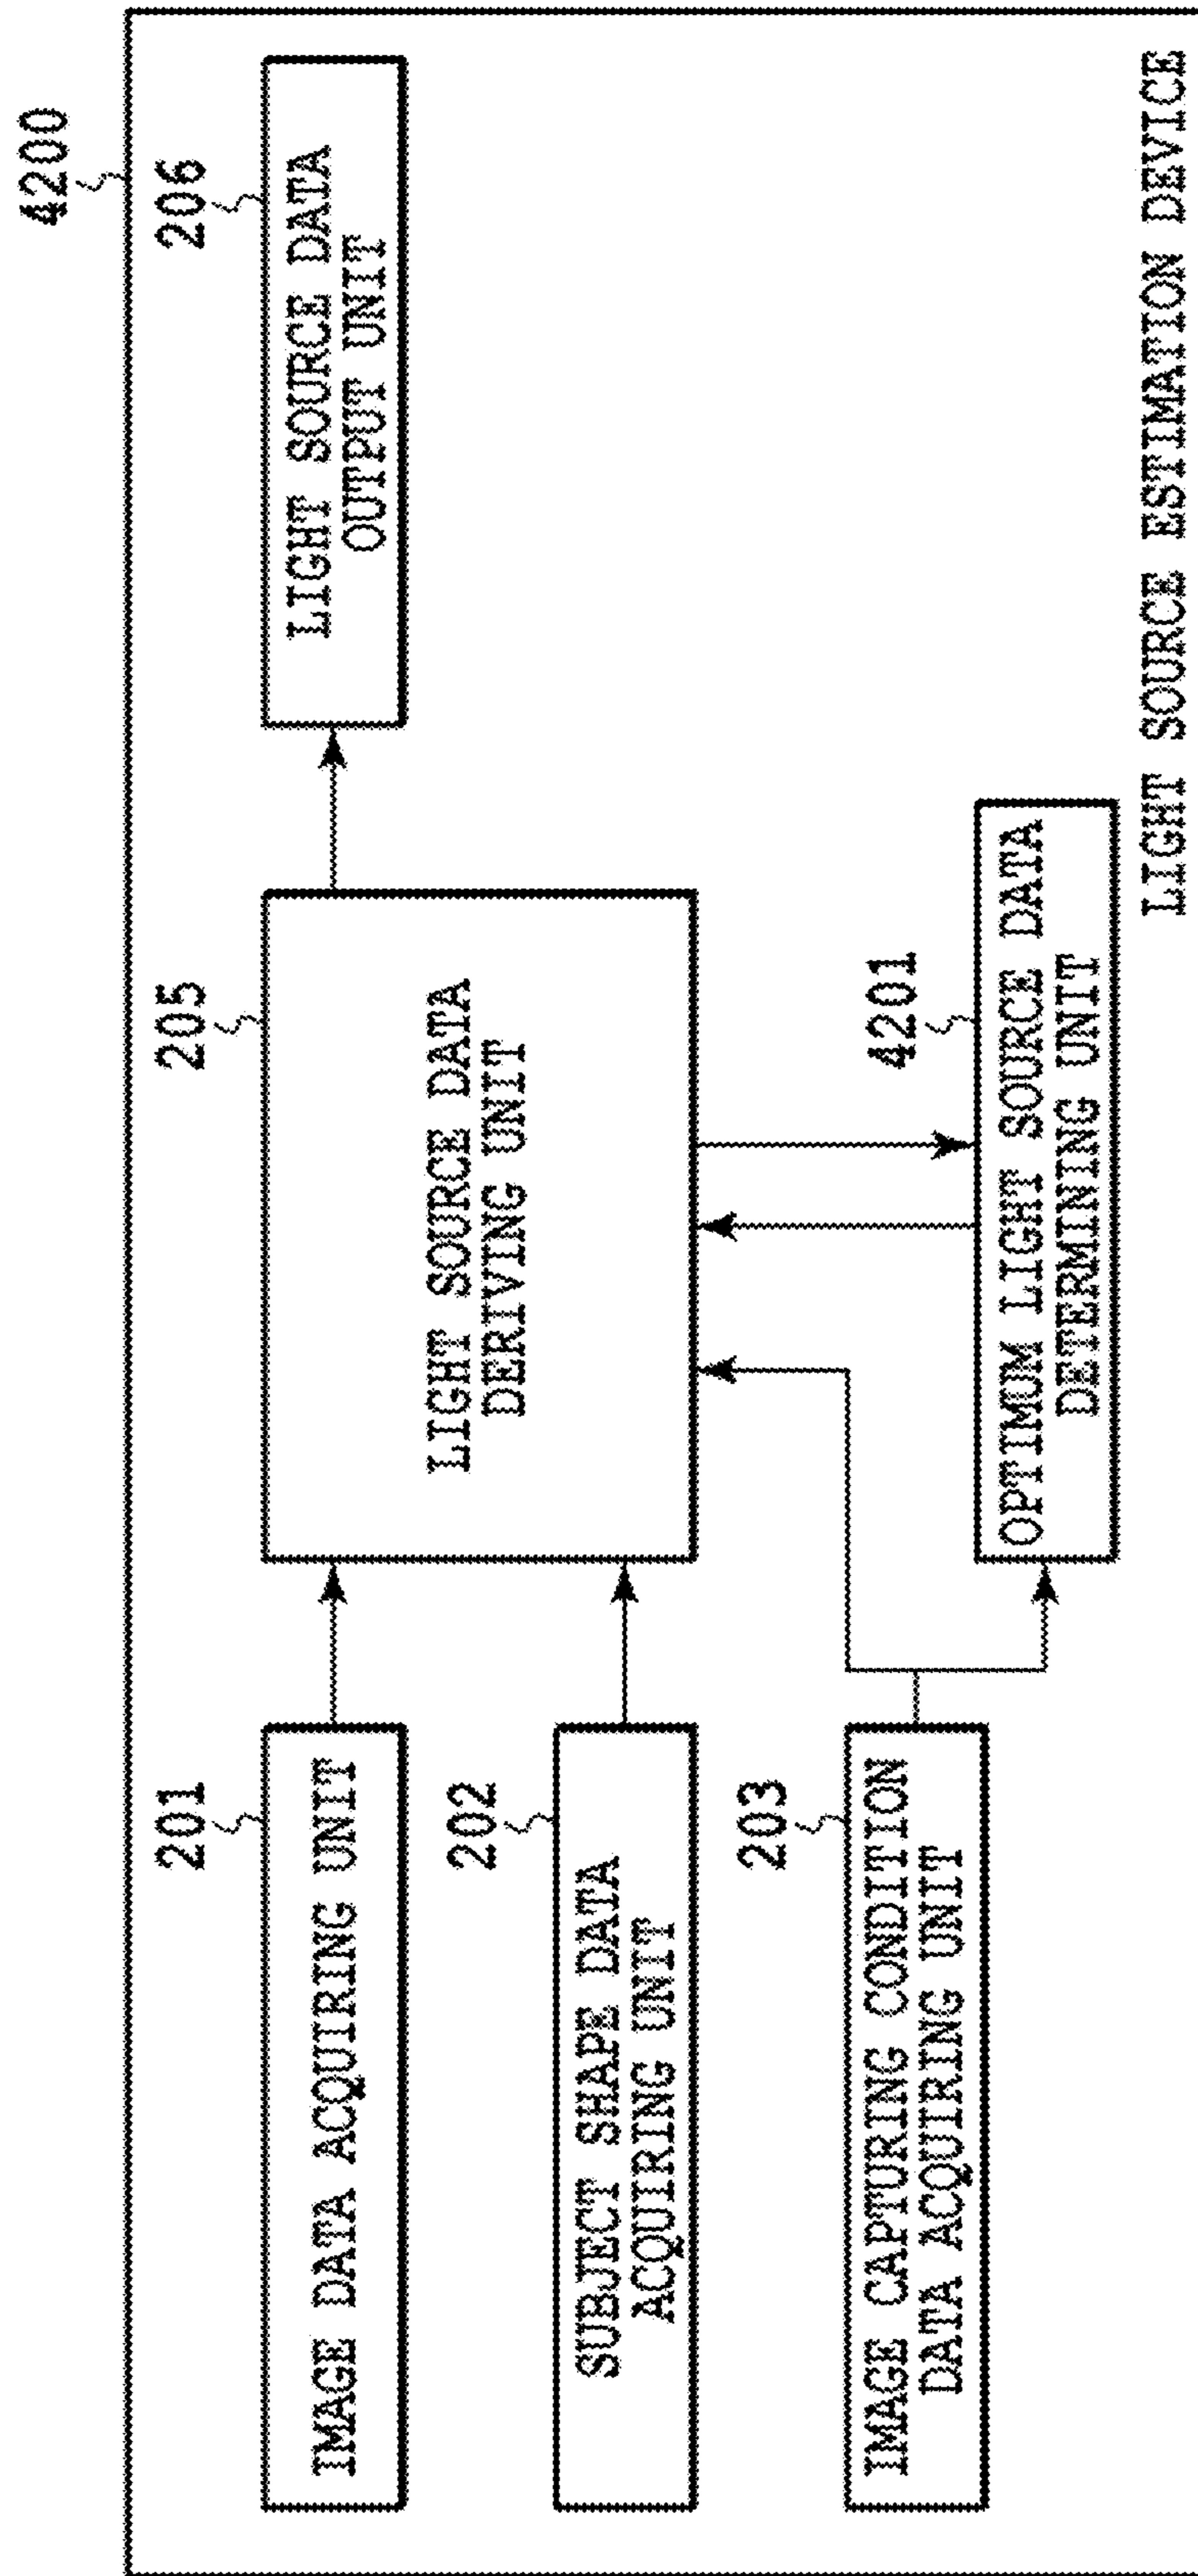 4200
201
IMAGE DATA ACQUIRING UNIT
205
LIGHT SOURCE DATA
DERIVING UNIT
206
LIGHT SOURCE DATA
OUTPUT UNIT
202
SUBJECT SHAPE DATA
ACQUIRING UNIT
203
IMAGE CAPTURING CONDITION
DATA ACQUIRING UNIT
4201
OPTIMUM LIGHT SOURCE DATA
DETERMINING UNIT
LIGHT SOURCE ESTIMATION DEVICE